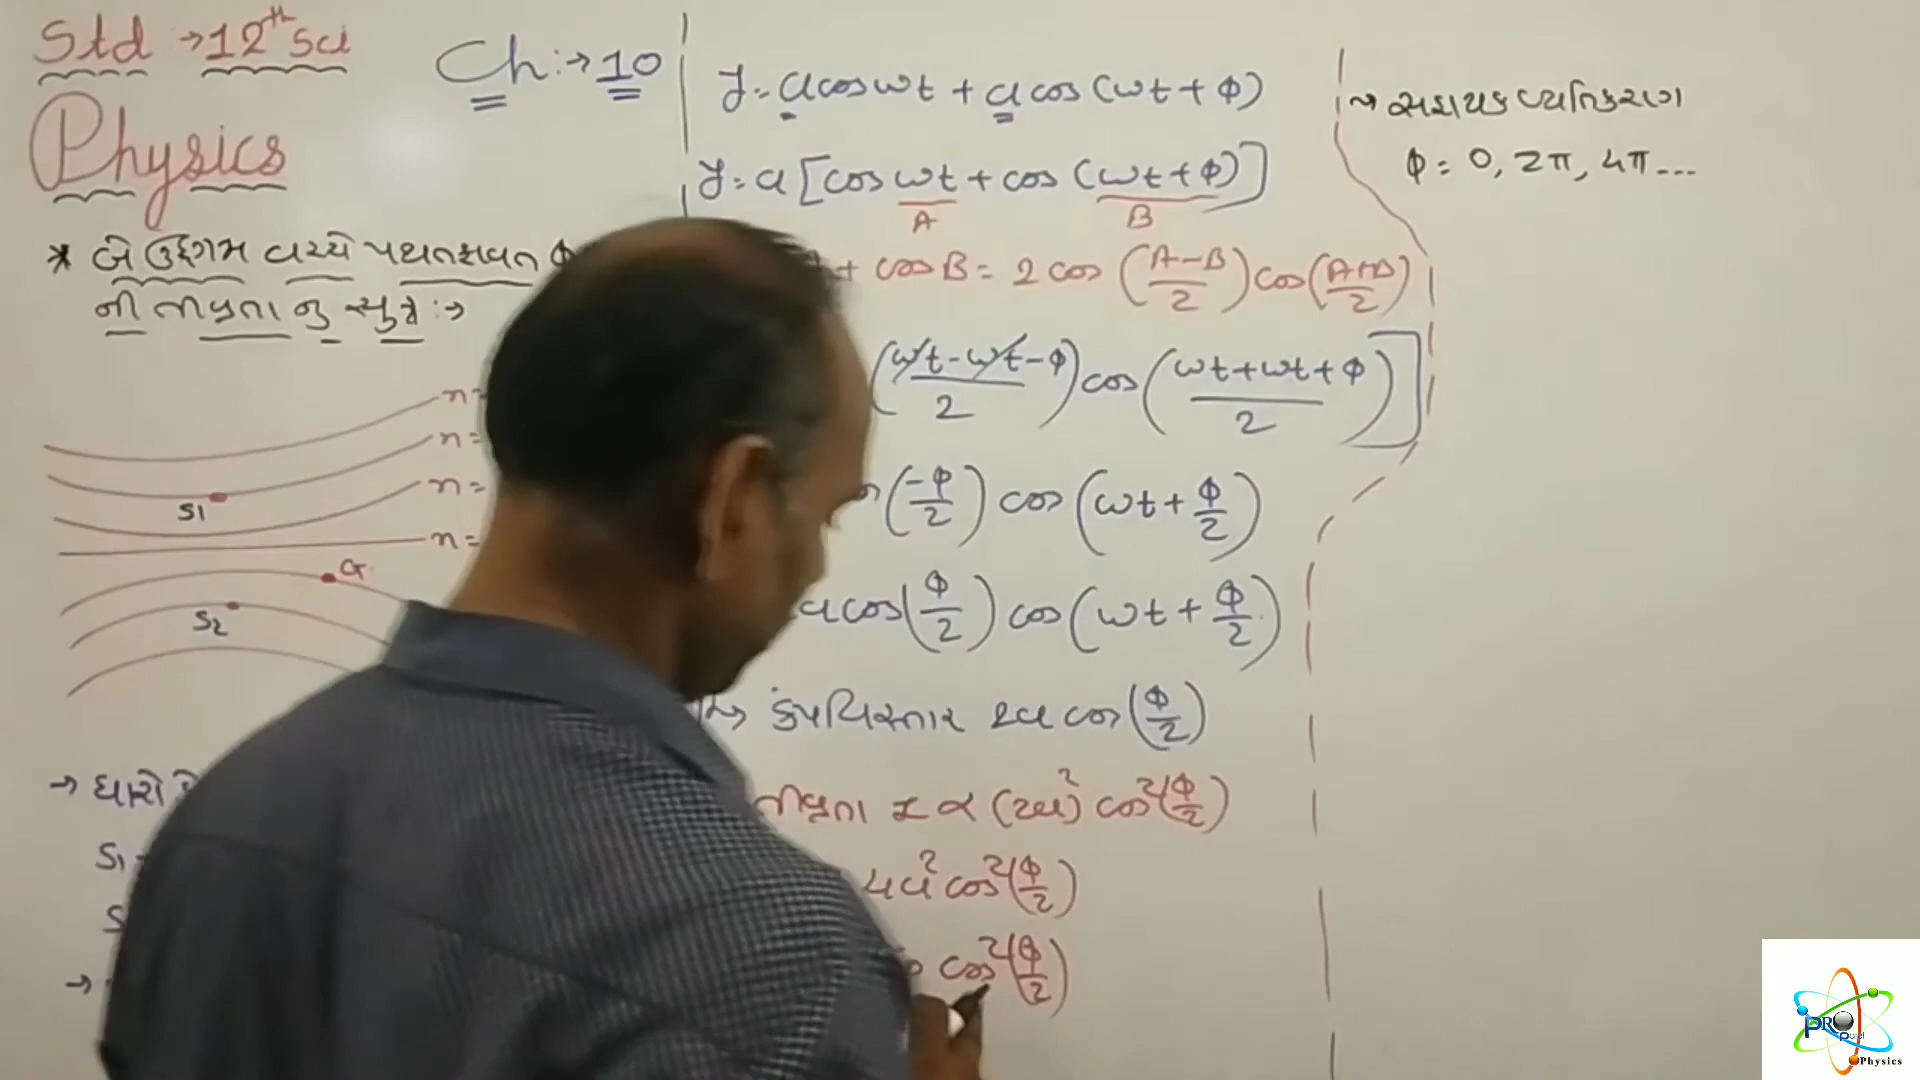 Std → 12th Sci
Physics
Ch :→ 10
* બે ઉદ્દગમ વચ્ચે પથતફાવત ϕ
ની તીવ્રતા નુ સુત્ર :→
n=
n=
n=
n=
S1
G
S2
→ ધારો કે
S1
S
→
y = a cos ωt + a cos (ωt + ϕ)
y = a [cos ωt + cos (ωt + ϕ)]
A B
+ cos B = 2 cos ((A-B)/2) cos ((A+B)/2)
((ωt - ωt - ϕ)/2) cos ((ωt + ωt + ϕ)/2)]
(-ϕ/2) cos (ωt + ϕ/2)
a cos (ϕ/2) cos (ωt + ϕ/2)
→ કંપવિસ્તાર 2a cos (ϕ/2)
તીવ્રતા I α (2a)² cos² (ϕ/2)
4a² cos² (ϕ/2)
cos² (ϕ/2)
→ સહાયક વ્યતિકરણ
ϕ = 0, 2π, 4π ...
PRO
Physics